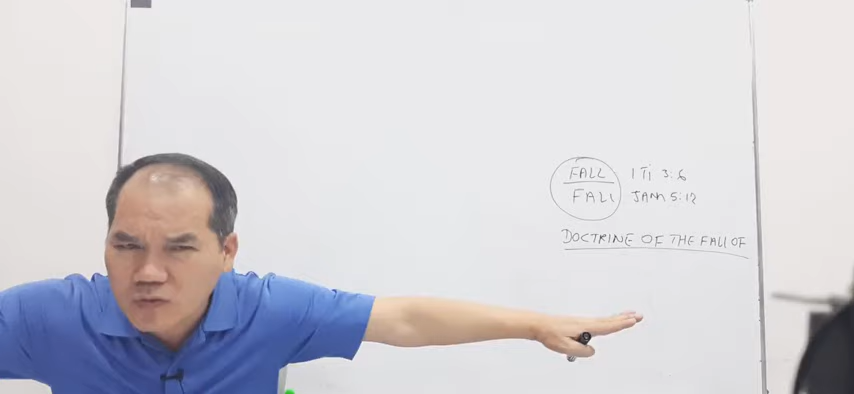 FALL 1 Ti 3:6
FALL JAM 5:12
DOCTRINE OF THE FALL OF